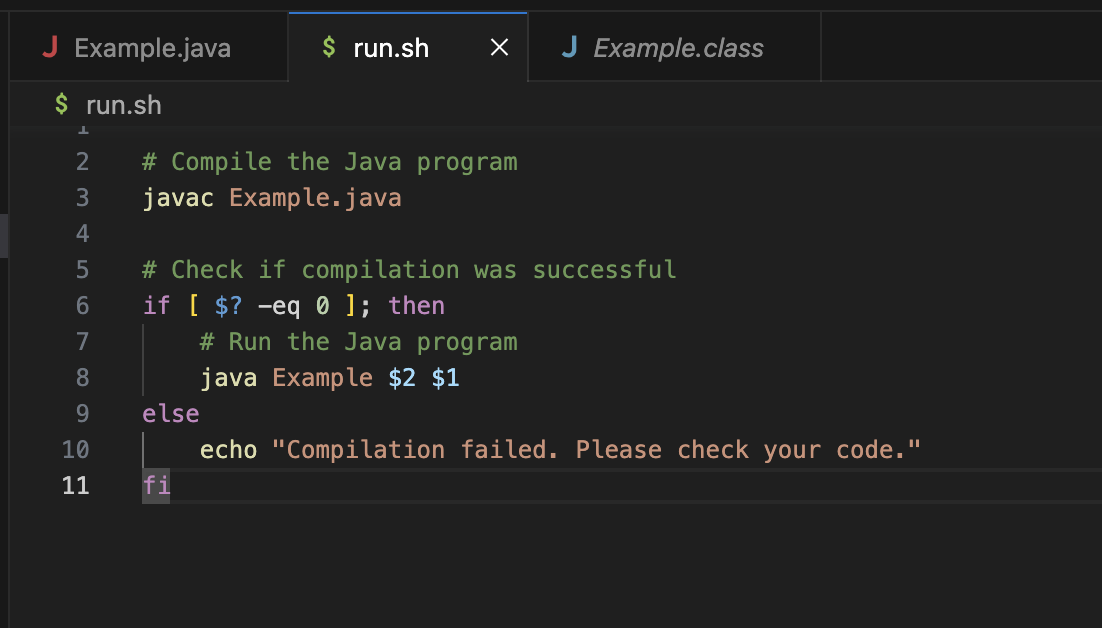 Example.java
$ run.sh
Example.class
$ run.sh
1
2 # Compile the Java program
3 javac Example.java
4
5 # Check if compilation was successful
6 if [ $? -eq 0 ]; then
7     # Run the Java program
8     java Example $2 $1
9 else
10     echo "Compilation failed. Please check your code."
11 fi